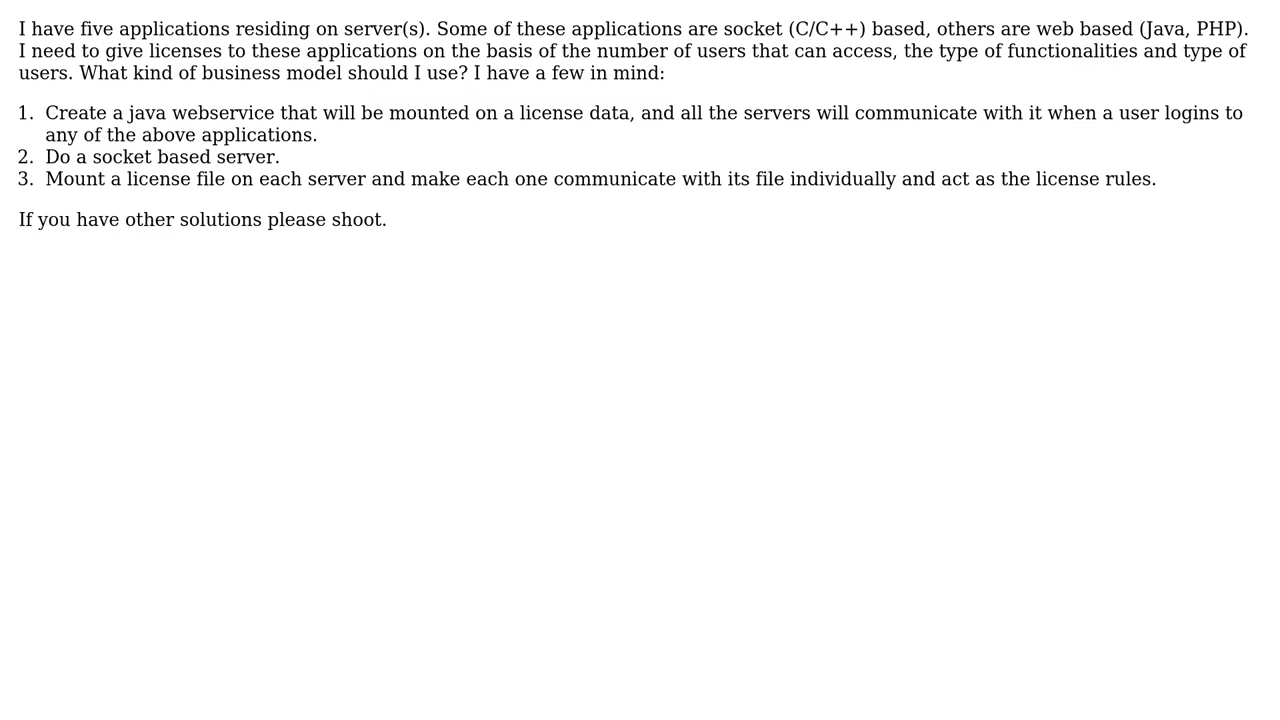 I have five applications residing on server(s). Some of these applications are socket (C/C++) based, others are web based (Java, PHP).
I need to give licenses to these applications on the basis of the number of users that can access, the type of functionalities and type of
users. What kind of business model should I use? I have a few in mind:
1. Create a java webservice that will be mounted on a license data, and all the servers will communicate with it when a user logins to
any of the above applications.
2. Do a socket based server.
3. Mount a license file on each server and make each one communicate with its file individually and act as the license rules.
If you have other solutions please shoot.